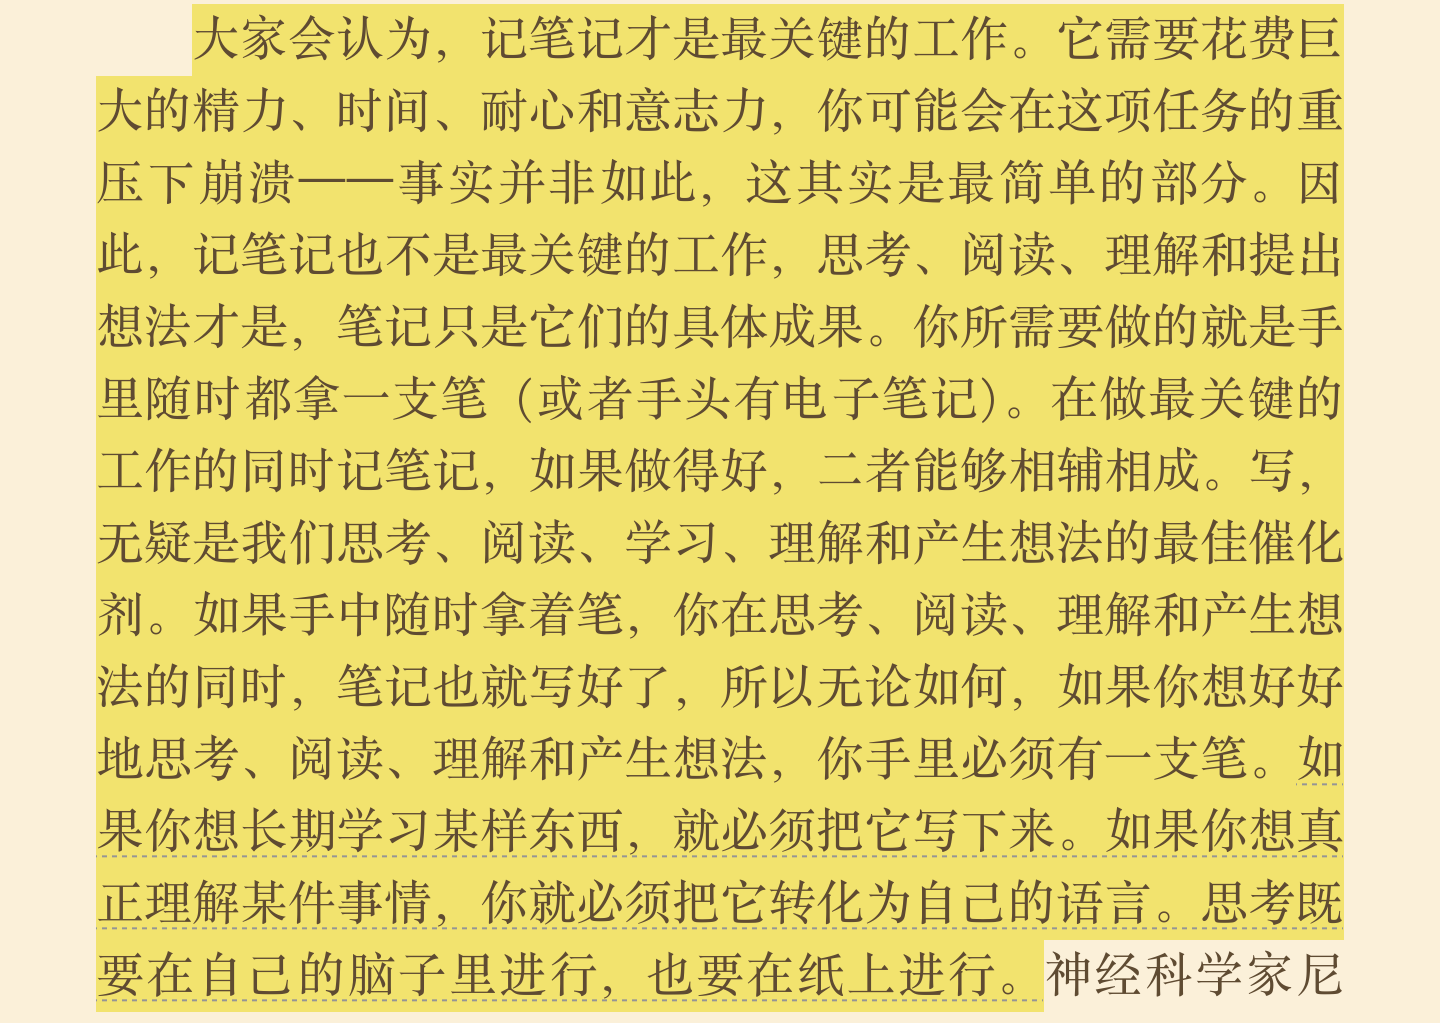 大家会认为，记笔记才是最关键的工作。它需要花费巨
大的精力、时间、耐心和意志力，你可能会在这项任务的重
压下崩溃——事实并非如此，这其实是最简单的部分。因
此，记笔记也不是最关键的工作，思考、阅读、理解和提出
想法才是，笔记只是它们的具体成果。你所需要做的就是手
里随时都拿一支笔（或者手头有电子笔记）。在做最关键的
工作的同时记笔记，如果做得好，二者能够相辅相成。写，
无疑是我们思考、阅读、学习、理解和产生想法的最佳催化
剂。如果手中随时拿着笔，你在思考、阅读、理解和产生想
法的同时，笔记也就写好了，所以无论如何，如果你想好好
地思考、阅读、理解和产生想法，你手里必须有一支笔。如
果你想长期学习某样东西，就必须把它写下来。如果你想真
正理解某件事情，你就必须把它转化为自己的语言。思考既
要在自己的脑子里进行，也要在纸上进行。神经科学家尼